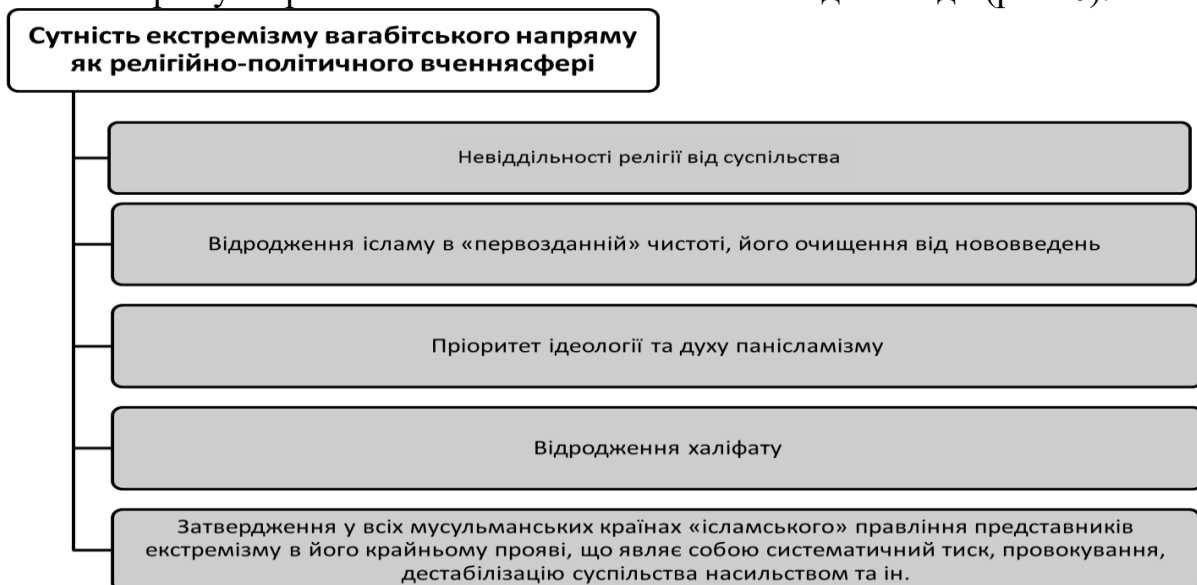 Сутність екстремізму вагабітського напряму
як релігійно-політичного вченнясфері
Невіддільності релігії від суспільства
Відродження ісламу в «первозданній» чистоті, його очищення від нововведень
Пріоритет ідеології та духу панісламізму
Відродження халіфату
Затвердження у всіх мусульманських країнах «ісламського» правління представників
екстремізму в його крайньому прояві, що являє собою систематичний тиск, провокування,
дестабілізацію суспільства насильством та ін.